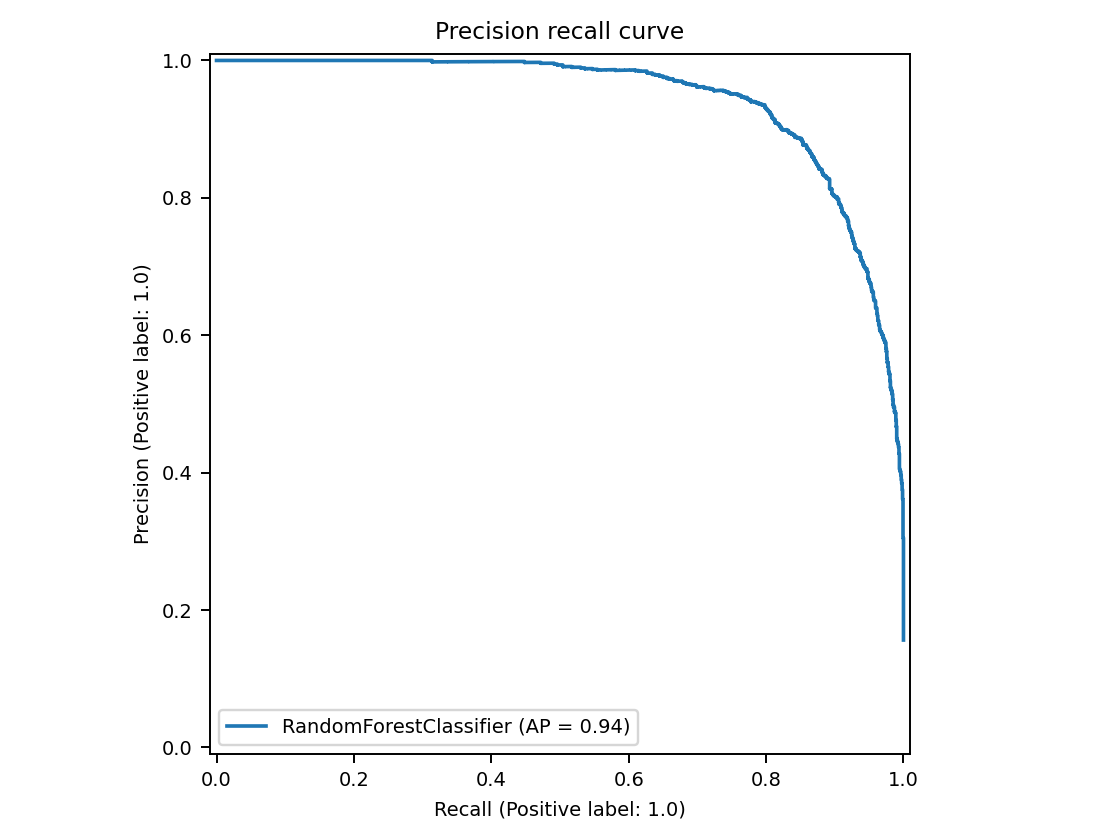 Precision recall curve
1.0
0.8
0.6
0.4
0.2
0.0
Precision (Positive label: 1.0)
RandomForestClassifier (AP = 0.94)
0.0 0.2 0.4 0.6 0.8 1.0
Recall (Positive label: 1.0)